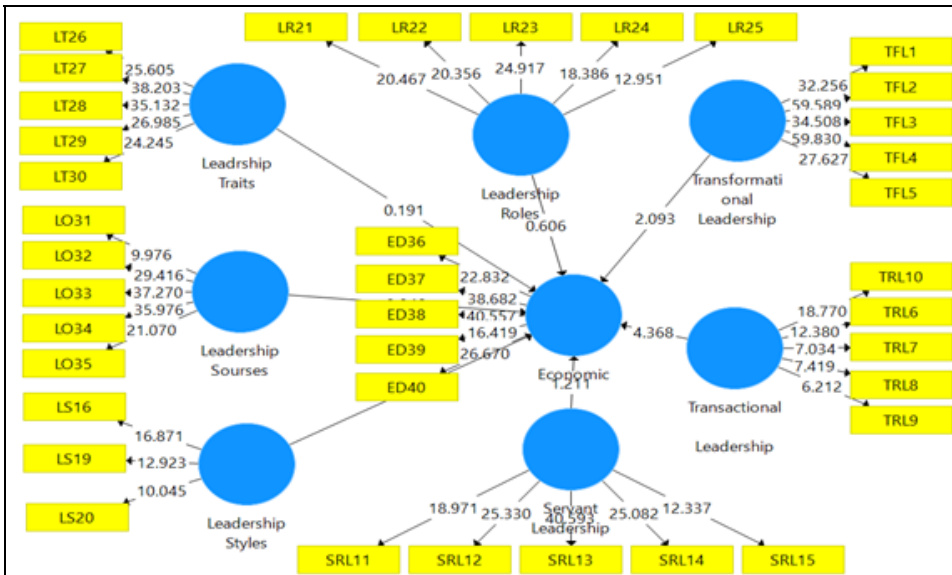 LR21
LR22
LR23
LR24
LR25
LT26
LT27
LT28
LT29
LT30
25.605
38.203
35.132
26.985
24.245
Leadrship
Traits
20.467
20.356
24.917
18.386
12.951
Leadership
Roles
TFL1
TFL2
TFL3
TFL4
TFL5
32.256
59.589
34.508
59.830
27.627
Transformati
onal
Leadership
0.191
0.606
2.093
LO31
LO32
LO33
LO34
LO35
9.976
29.416
37.270
35.976
21.070
Leadership
Sourses
ED36
ED37
ED38
ED39
ED40
22.832
38.682
40.557
16.419
26.670
Economic
4.368
1.211
TRL10
TRL6
TRL7
TRL8
TRL9
18.770
12.380
7.034
7.419
6.212
Transactional
Leadership
LS16
LS19
LS20
16.871
12.923
10.045
Leadership
Styles
Servant
Leadership
18.971
25.330
40.593
25.082
12.337
SRL11
SRL12
SRL13
SRL14
SRL15